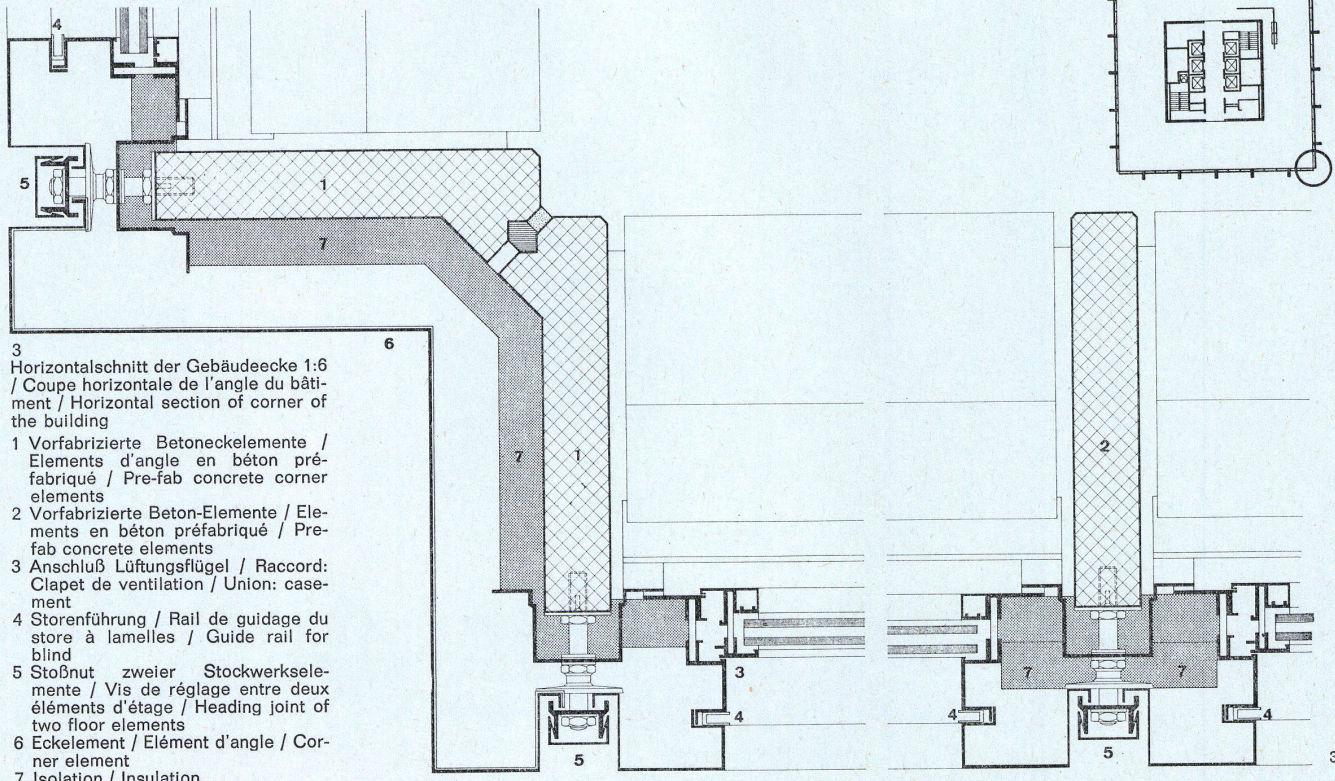 4
5
1
7
6
7
1
3
4
5
2
7
7
4
4
5
3
3
Horizontalschnitt der Gebäudeecke 1:6
/ Coupe horizontale de l'angle du bâti-
ment / Horizontal section of corner of
the building
1 Vorfabrizierte Betoneckelemente /
Elements d'angle en béton pré-
fabriqué / Pre-fab concrete corner
elements
2 Vorfabrizierte Beton-Elemente / Ele-
ments en béton préfabriqué / Pre-
fab concrete elements
3 Anschluß Lüftungsflügel / Raccord:
Clapet de ventilation / Union: case-
ment
4 Storenführung / Rail de guidage du
store à lamelles / Guide rail for
blind
5 Stoßnut zweier Stockwerksele-
mente / Vis de réglage entre deux
éléments d'étage / Heading joint of
two floor elements
6 Eckelement / Elément d'angle / Cor-
ner element
7 Isolation / Insulation